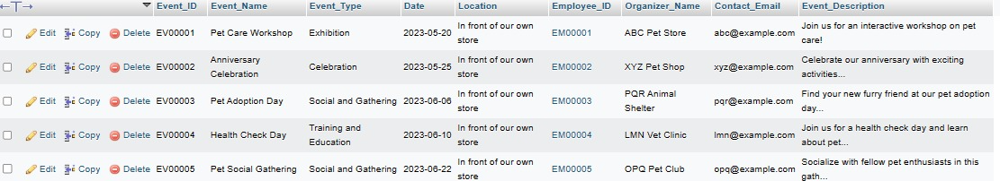 Event_ID Event_Name Event_Type Date Location Employee_ID Organizer_Name Contact_Email Event_Description
Edit Copy Delete EV00001 Pet Care Workshop Exhibition 2023-05-20 In front of our own store EM00001 ABC Pet Store abc@example.com Join us for an interactive workshop on pet care!
Edit Copy Delete EV00002 Anniversary Celebration Celebration 2023-05-25 In front of our own store EM00002 XYZ Pet Shop xyz@example.com Celebrate our anniversary with exciting activities...
Edit Copy Delete EV00003 Pet Adoption Day Social and Gathering 2023-06-06 In front of our own store EM00003 PQR Animal Shelter pqr@example.com Find your new furry friend at our pet adoption day...
Edit Copy Delete EV00004 Health Check Day Training and Education 2023-06-10 In front of our own store EM00004 LMN Vet Clinic lmn@example.com Join us for a health check day and learn about pet...
Edit Copy Delete EV00005 Pet Social Gathering Social and Gathering 2023-06-22 In front of our own store EM00005 OPQ Pet Club opq@example.com Socialize with fellow pet enthusiasts in this gath...